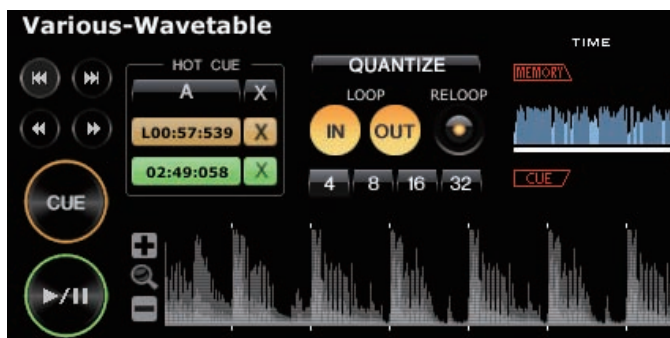 Various-Wavetable
TIME
HOT CUE
QUANTIZE
MEMORY
A X
LOOP RELOOP
L00:57:539 X
IN OUT
02:49:058 X
CUE
4 8 16 32
CUE